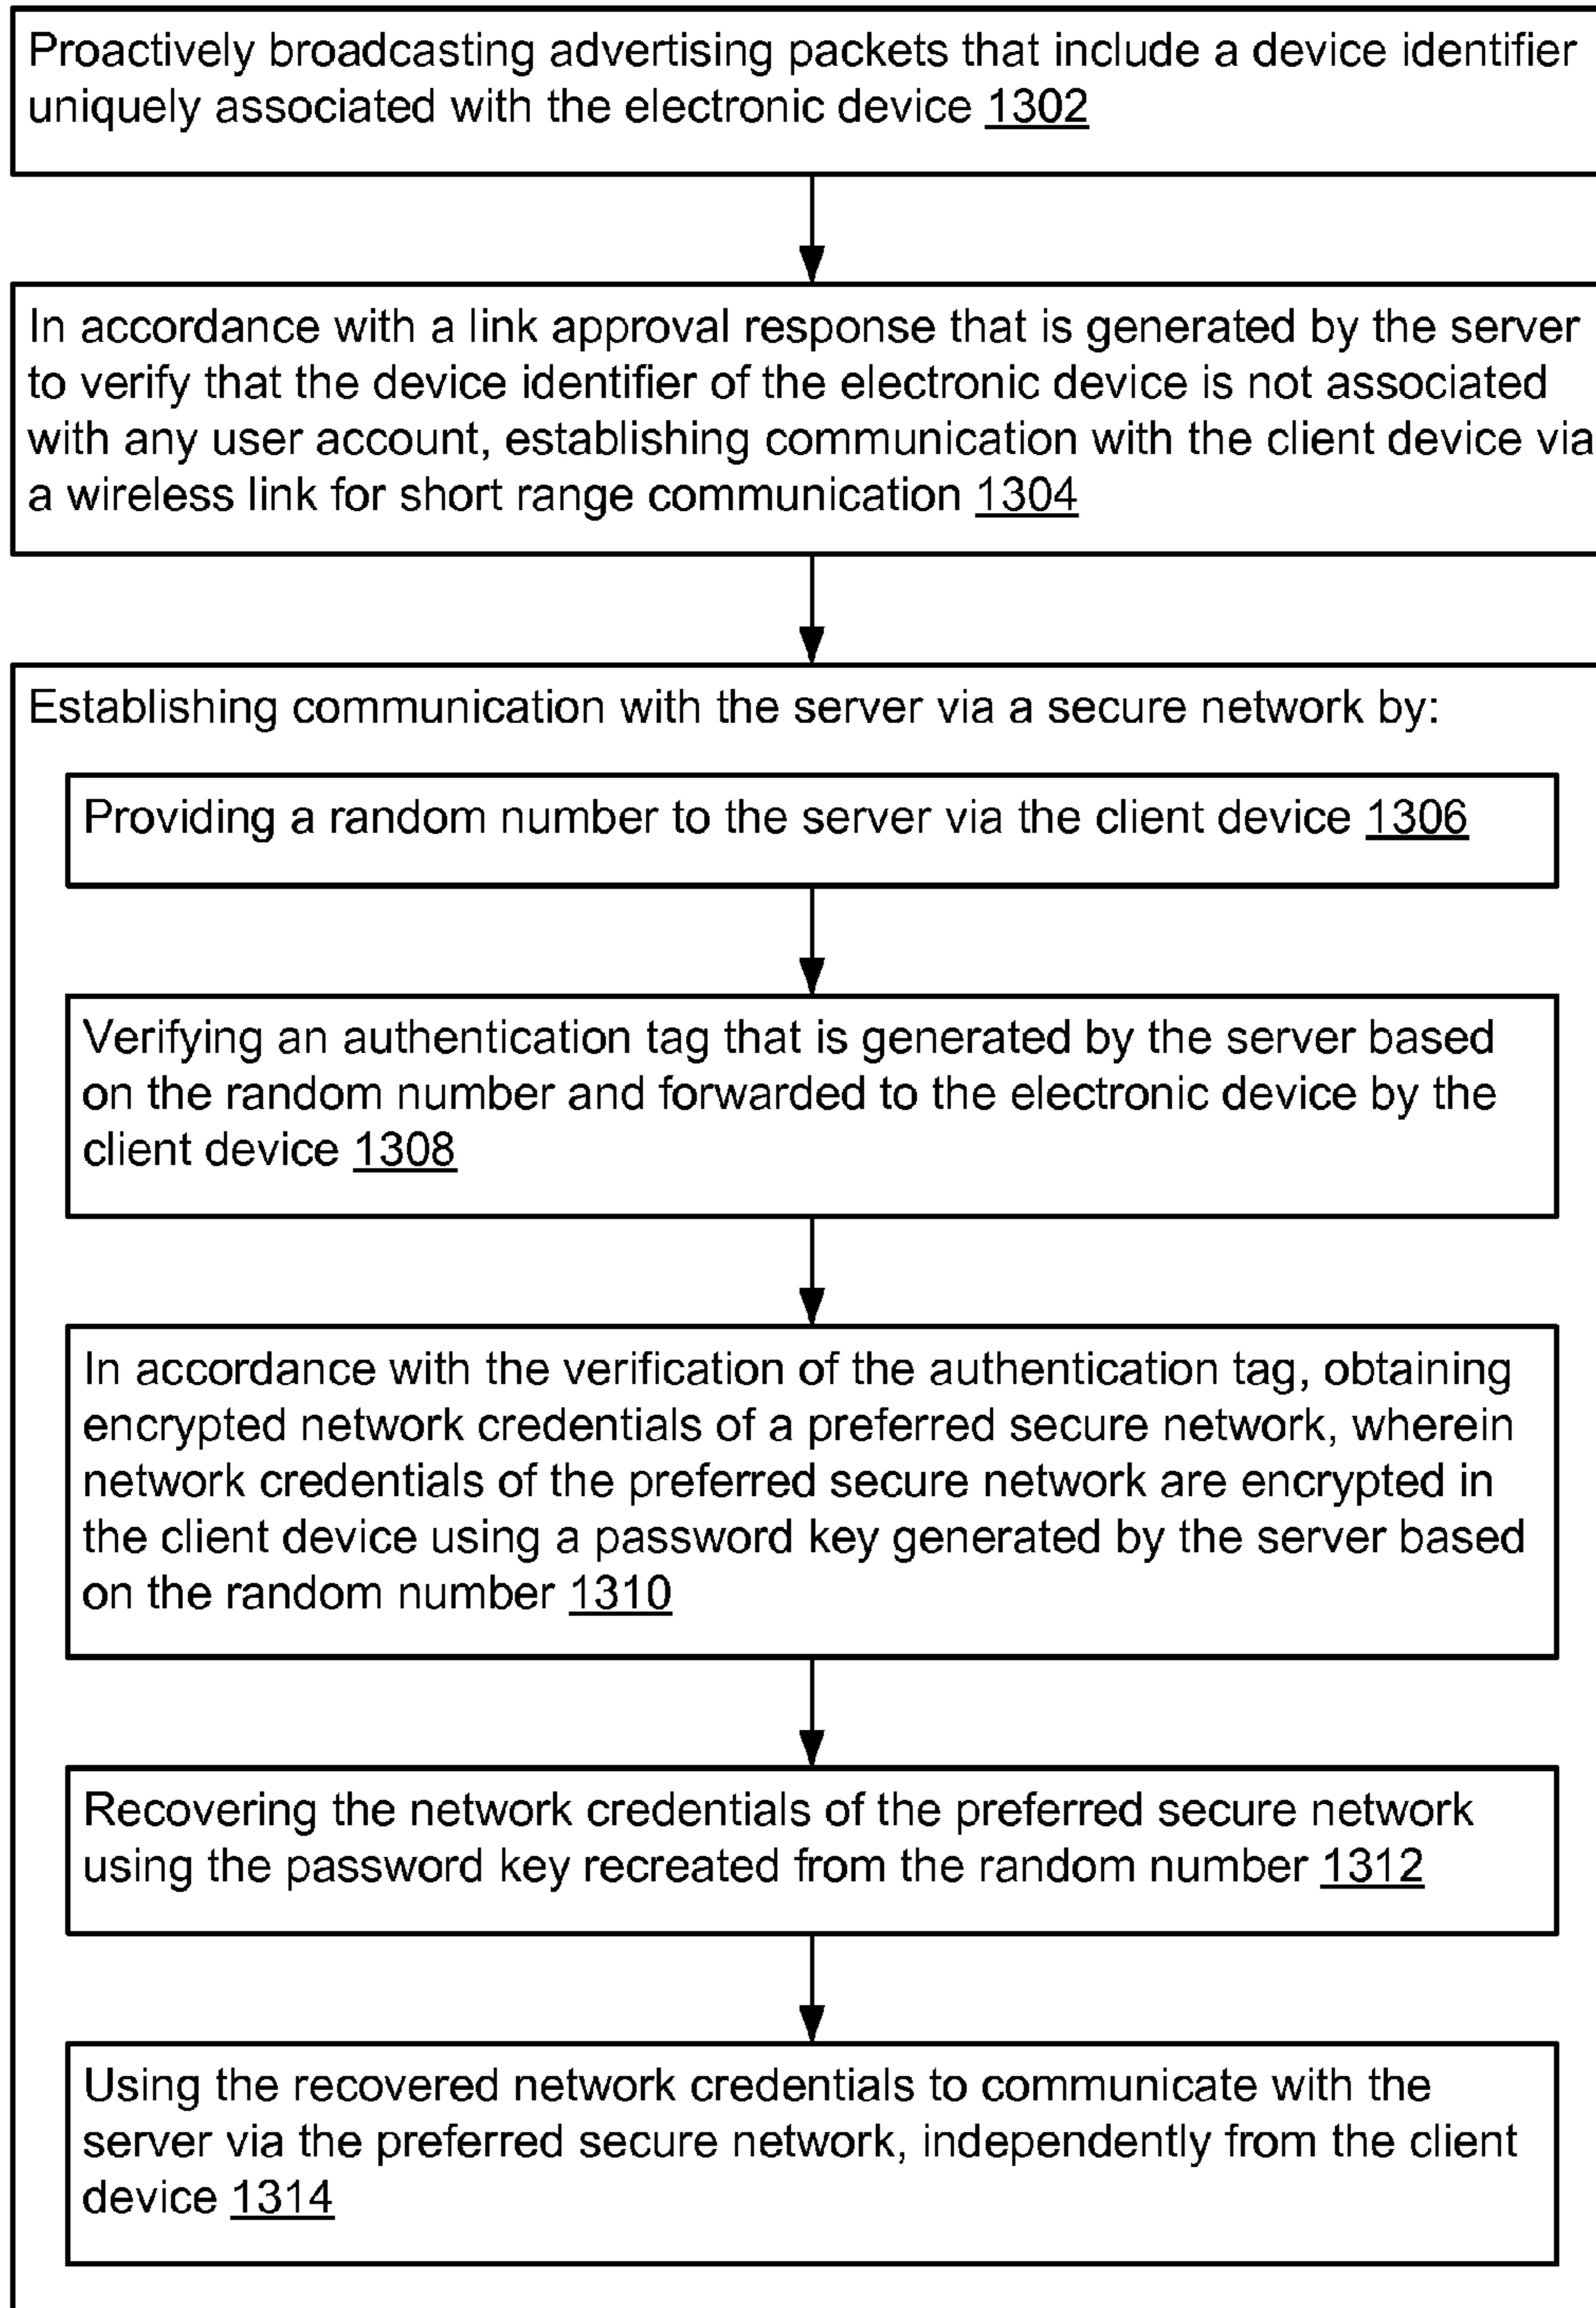 Proactively broadcasting advertising packets that include a device identifier
uniquely associated with the electronic device 1302
In accordance with a link approval response that is generated by the server
to verify that the device identifier of the electronic device is not associated
with any user account, establishing communication with the client device via
a wireless link for short range communication 1304
Establishing communication with the server via a secure network by:
Providing a random number to the server via the client device 1306
Verifying an authentication tag that is generated by the server based
on the random number and forwarded to the electronic device by the
client device 1308
In accordance with the verification of the authentication tag, obtaining
encrypted network credentials of a preferred secure network, wherein
network credentials of the preferred secure network are encrypted in
the client device using a password key generated by the server based
on the random number 1310
Recovering the network credentials of the preferred secure network
using the password key recreated from the random number 1312
Using the recovered network credentials to communicate with the
server via the preferred secure network, independently from the client
device 1314